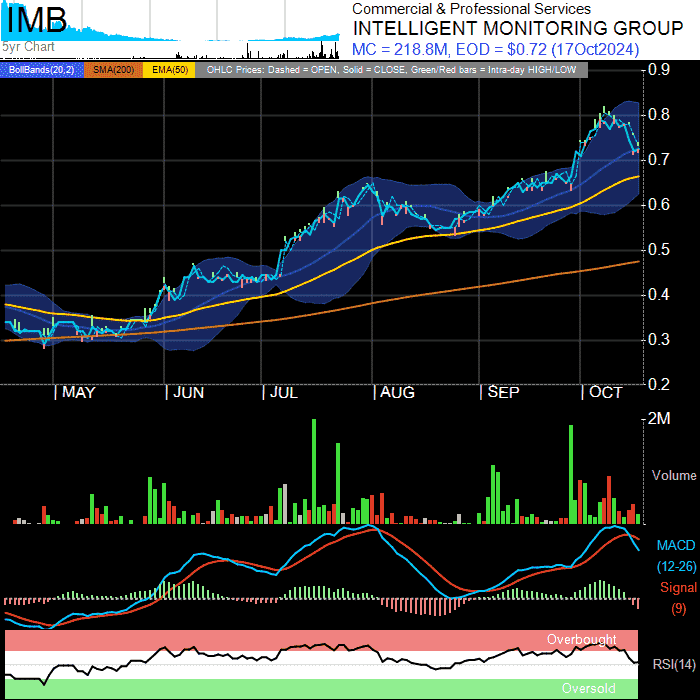 IMB
5yr Chart
Commercial & Professional Services
INTELLIGENT MONITORING GROUP
MC = 218.8M, EOD = $0.72 (17Oct2024)
BollBands(20,2) SMA(200) EMA(50) OHLC Prices: Dashed = OPEN, Solid = CLOSE, Green/Red bars = Intra-day HIGH/LOW
0.9
0.8
0.7
0.6
0.5
0.4
0.3
0.2
MAY JUN JUL AUG SEP OCT
2M
Volume
MACD
(12-26)
Signal
(9)
Overbought
RSI(14)
Oversold